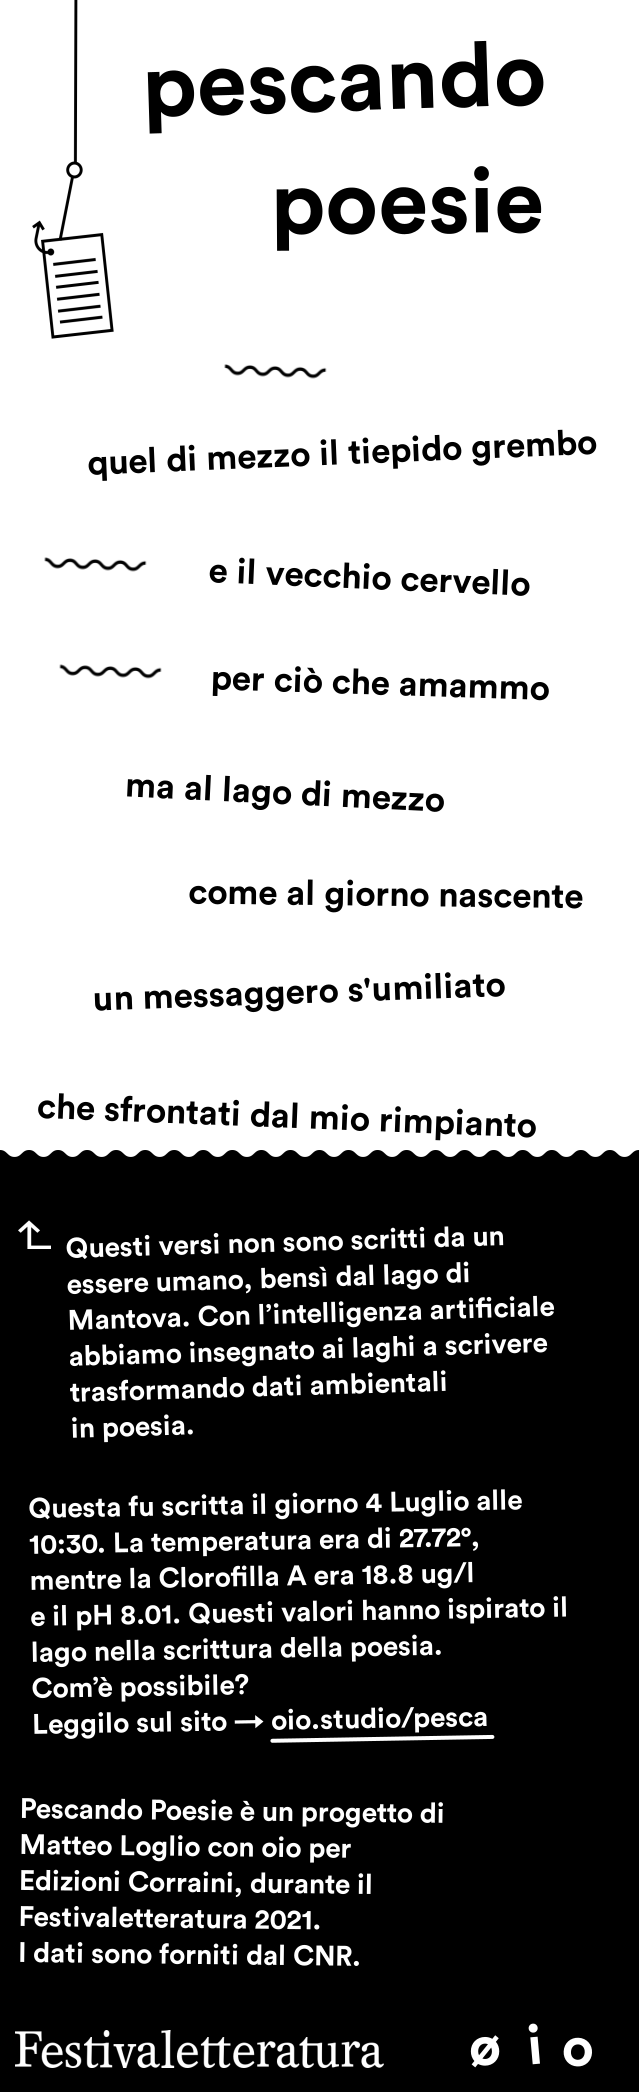 pescando
poesie
quel di mezzo il tiepido grembo
e il vecchio cervello
per ciò che amammo
ma al lago di mezzo
come al giorno nascente
un messaggero s'umiliato
che sfrontati dal mio rimpianto
Questi versi non sono scritti da un
essere umano, bensì dal lago di
Mantova. Con l’intelligenza artificiale
abbiamo insegnato ai laghi a scrivere
trasformando dati ambientali
in poesia.
Questa fu scritta il giorno 4 Luglio alle
10:30. La temperatura era di 27.72°,
mentre la Clorofilla A era 18.8 ug/l
e il pH 8.01. Questi valori hanno ispirato il
lago nella scrittura della poesia.
Com’è possibile?
Leggilo sul sito → oio.studio/pesca
Pescando Poesie è un progetto di
Matteo Loglio con oio per
Edizioni Corraini, durante il
Festivaletteratura 2021.
I dati sono forniti dal CNR.
Festivaletteratura øio